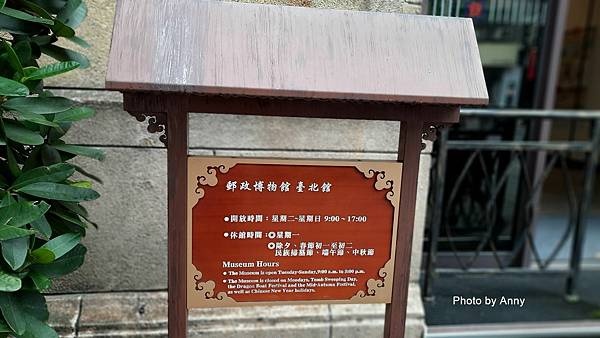 郵政博物館 臺北館
●開放時間：星期二~星期日 9:00~17:00
●休館時間：◎星期一
◎除夕、春節初一至初二
民族掃墓節、端午節、中秋節
Museum Hours
● The Museum is open Tuesday-Sunday,9:00 a.m. to 5:00 p.m.
● The Museum is closed on Mondays, Tomb Sweeping Day,
the Dragon Boat Festival and the Mid-Autumn Festival,
as well as Chinese New Year holidays.
Photo by Anny